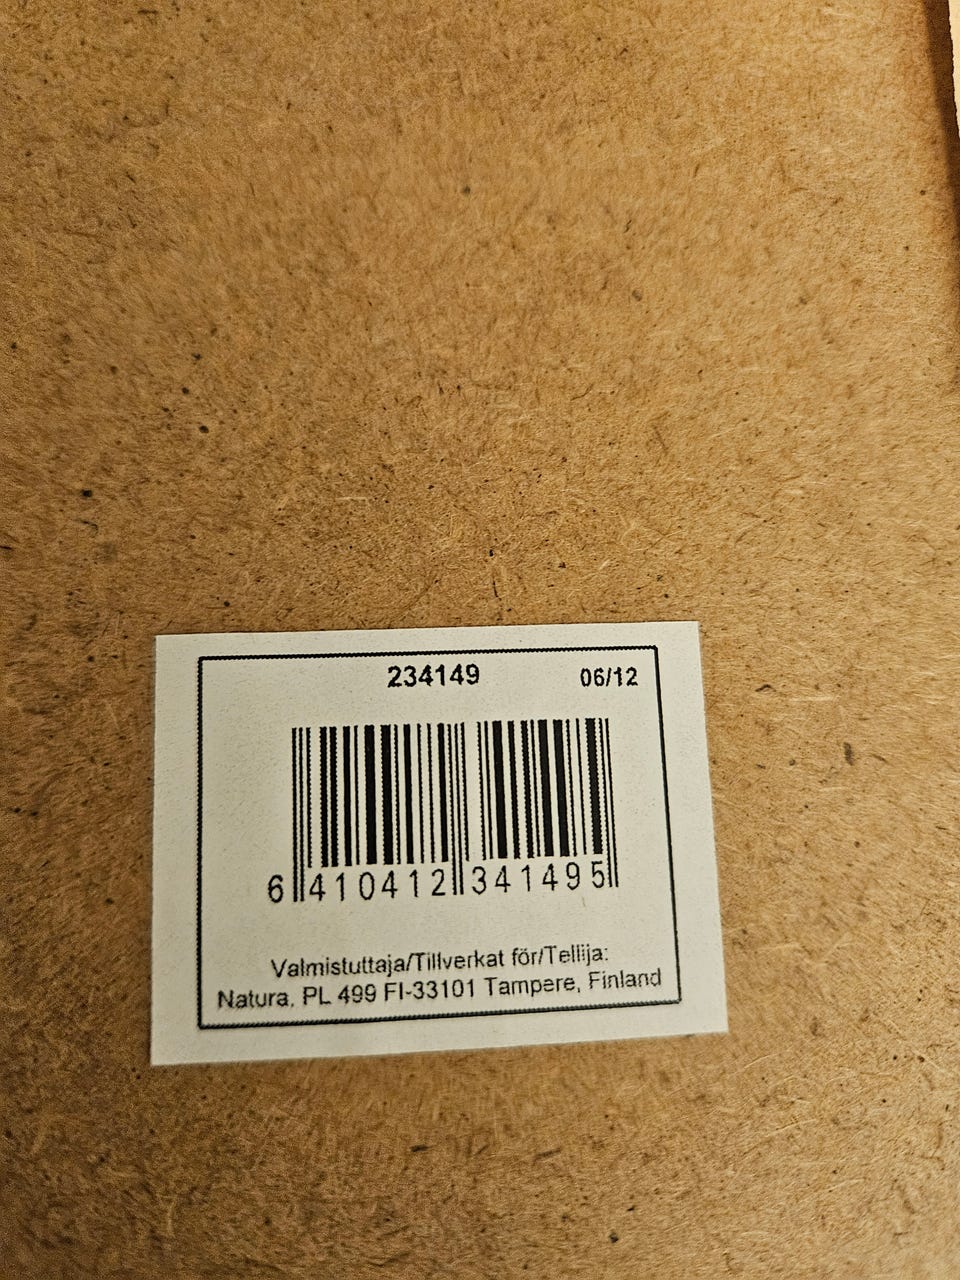 234149 06/12
6 410412 341495
Valmistuttaja/Tillverkat för/Tellija:
Natura, PL 499 FI-33101 Tampere, Finland